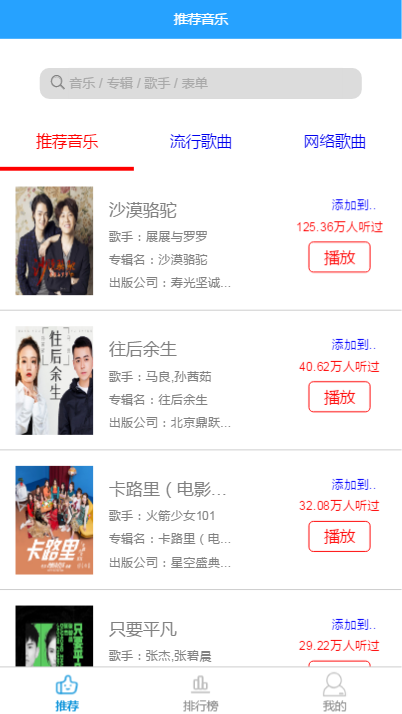 推荐音乐
音乐 / 专辑 / 歌手 / 表单
推荐音乐
流行歌曲
网络歌曲
沙漠骆驼
添加到..
歌手：展展与罗罗
125.36万人听过
专辑名：沙漠骆驼
播放
出版公司：寿光坚诚...
往后余生
往后余生
添加到..
歌手：马良,孙茜茹
40.62万人听过
专辑名：往后余生
播放
出版公司：北京鼎跃...
卡路里
卡路里（电影...
添加到..
歌手：火箭少女101
32.08万人听过
专辑名：卡路里（电...
播放
出版公司：星空盛典...
只要平凡
只要平凡
添加到..
歌手：张杰,张碧晨
29.22万人听过
推荐
排行榜
我的